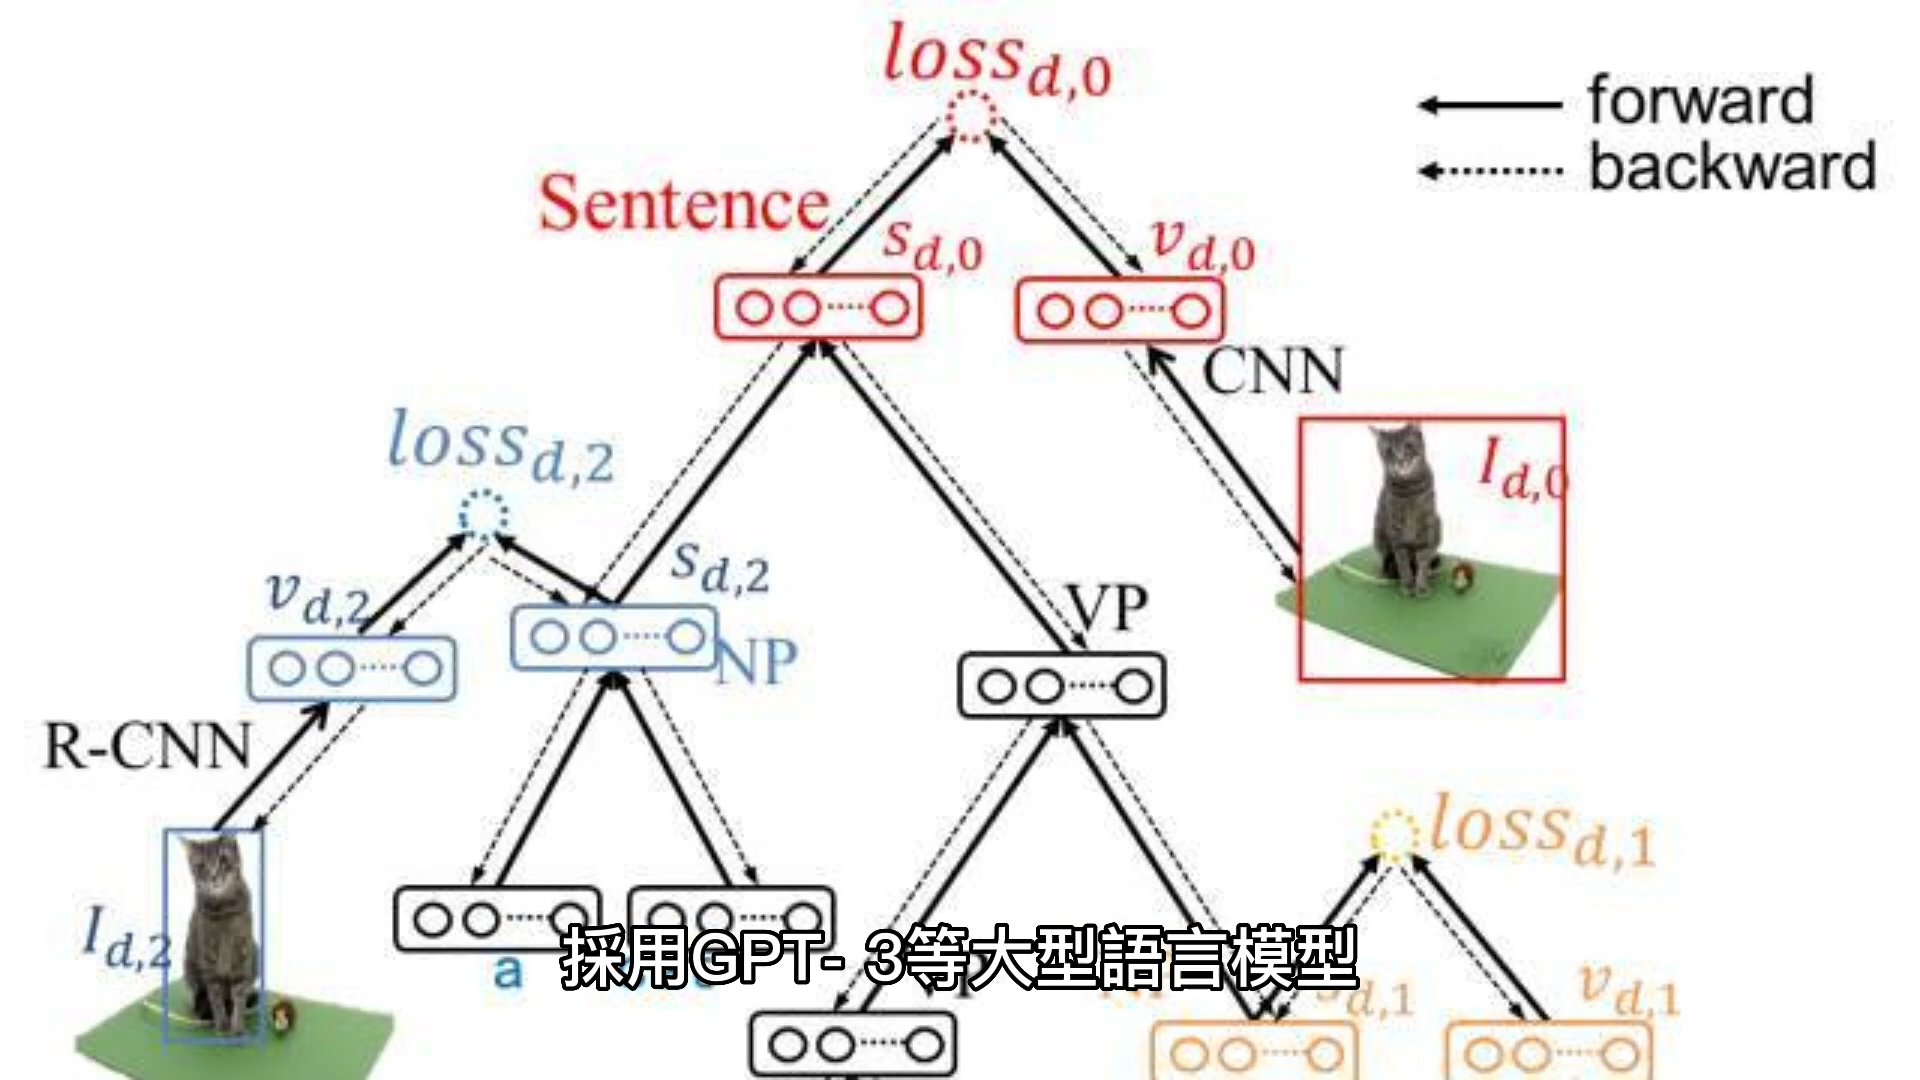 loss_{d,0}
forward
backward
Sentence
s_{d,0}
v_{d,0}
CNN
I_{d,0}
loss_{d,2}
s_{d,2}
v_{d,2}
NP
VP
R-CNN
loss_{d,1}
I_{d,2}
a
採用GPT- 3等大型語言模型
s_{d,1}
v_{d,1}